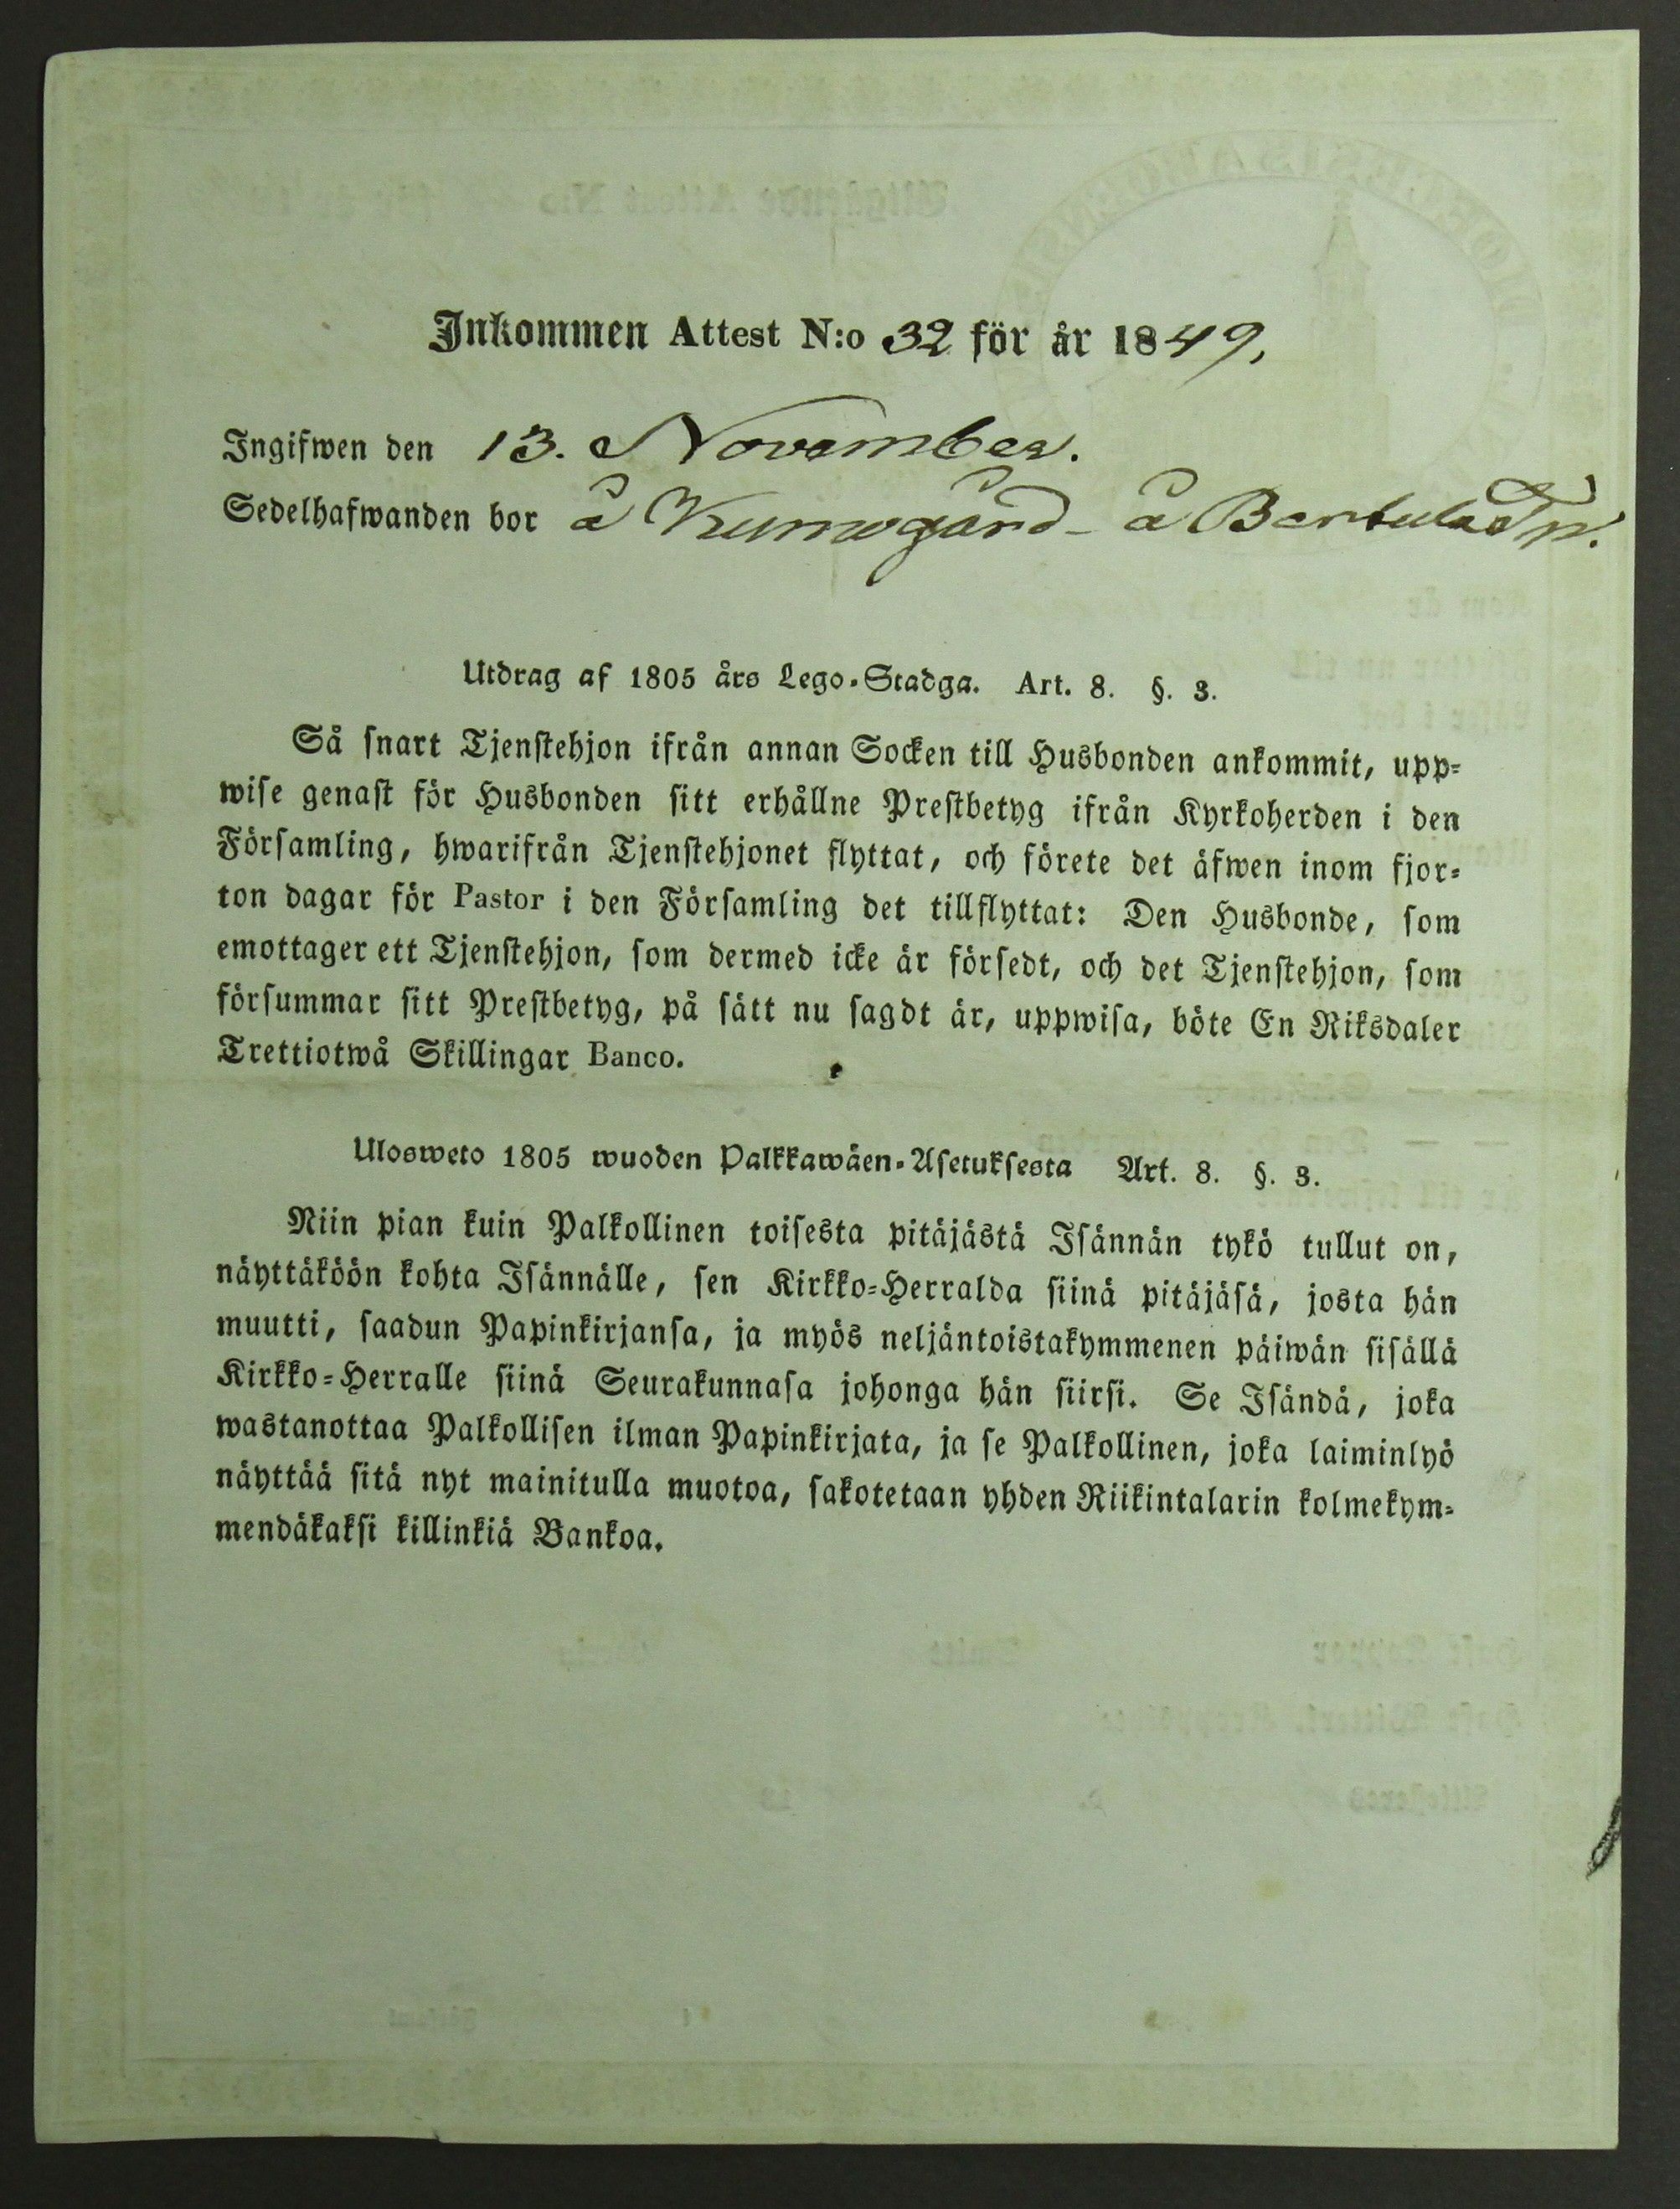 Inkommen Attest N:o 32 för år 1849,
Ingifwen den 13. November.
Sedelhafwanden bor å Kumogård - å Bertula
Utdrag af 1805 års Lego-Stadga. Art. 8. §. 3.
Så snart Tjenstehjon ifrån annan Socken till Husbonden ankommit, upp-
wise genast för Husbonden sitt erhållne Prestbetyg ifrån Kyrkoherden i den
Församling, hwarifrån Tjenstehjonet flyttat, och förete det äfwen inom fjor-
ton dagar för Pastor i den Församling det tillflyttat: Den Husbonde, som
emottager ett Tjenstehjon, som dermed icke är försedt, och det Tjenstehjon, som
försummar sitt Prestbetyg, på sätt nu sagdt är, uppwisa, böte En Riksdaler
Trettiotwå Skillingar Banco.
Ulosweto 1805 wuoden Palkkawäen-Asetuksesta Art. 8. §. 3.
Niin pian kuin Palkollinen toisesta pitäjästä Isännän tykö tullut on,
näyttäköön kohta Isännälle, sen Kirkko-Herralda siinä pitäjäsä, josta hän
muutti, saadun Papinkirjansa, ja myös neljäntoistakymmenen päiwän sisällä
Kirkko-Herralle siinä Seurakunnasa johonga hän siirsi. Se Isändä, joka
wastanottaa Palkollisen ilman Papinkirjata, ja se Palkollinen, joka laiminlyö
näyttää sitä nyt mainitulla muotoa, sakotetaan yhden Riikintalarin kolmekym-
mendäkaksi killinkiä Bankoa.